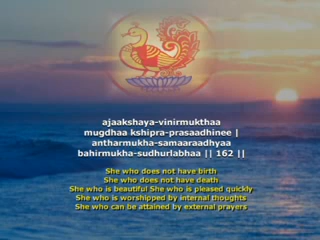 ajaakshaya-vinirmukthaa
mugdhaa kshipra-prasaadhinee |
antharmukha-samaaraadhyaa
bahirmukha-sudhurlabhaa || 162 ||
She who does not have birth
She who does not have death
She who is beautiful She who is pleased quickly
She who is worshipped by internal thoughts
She who can be attained by external prayers